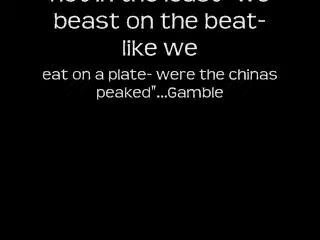 not in the least- we
beast on the beat-
like we
eat on a plate- were the chinas
peaked"...Gamble